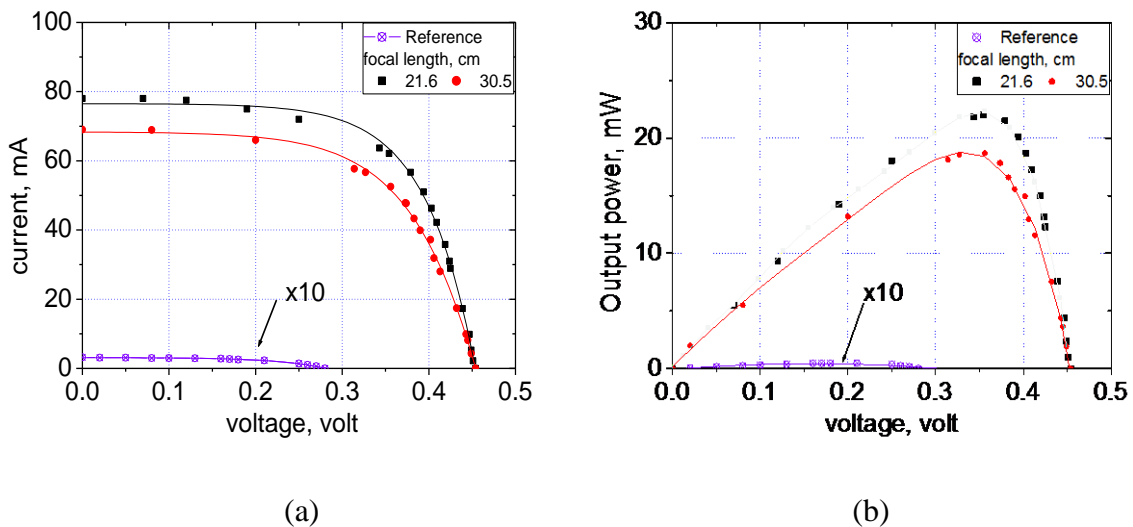 100
80
60
40
20
0
current, mA
Reference
focal length, cm
21.6 30.5
x10
0.0 0.1 0.2 0.3 0.4 0.5
voltage, volt
(a)
30
20
10
0
Output power, mW
Reference
focal length, cm
21.6 30.5
x10
0.0 0.1 0.2 0.3 0.4 0.5
voltage, volt
(b)